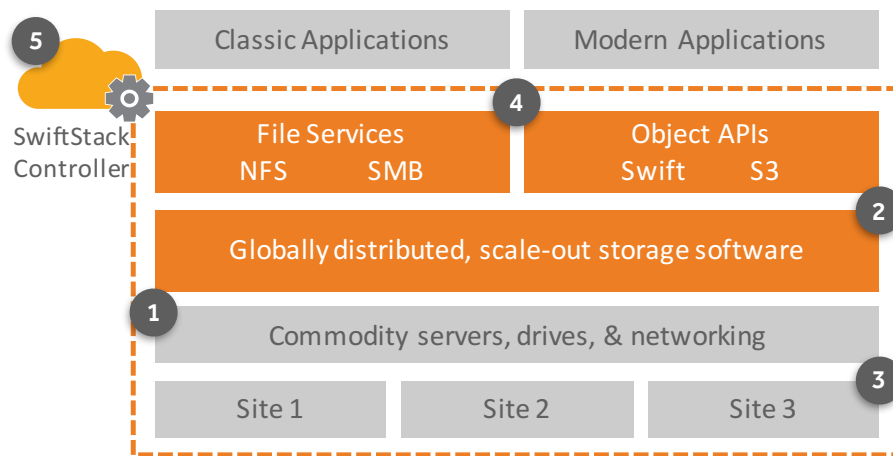 5
Classic Applications
Modern Applications
SwiftStack
Controller
4
File Services
NFS SMB
Object APIs
Swift S3
2
Globally distributed, scale-out storage software
1
Commodity servers, drives, & networking
3
Site 1
Site 2
Site 3